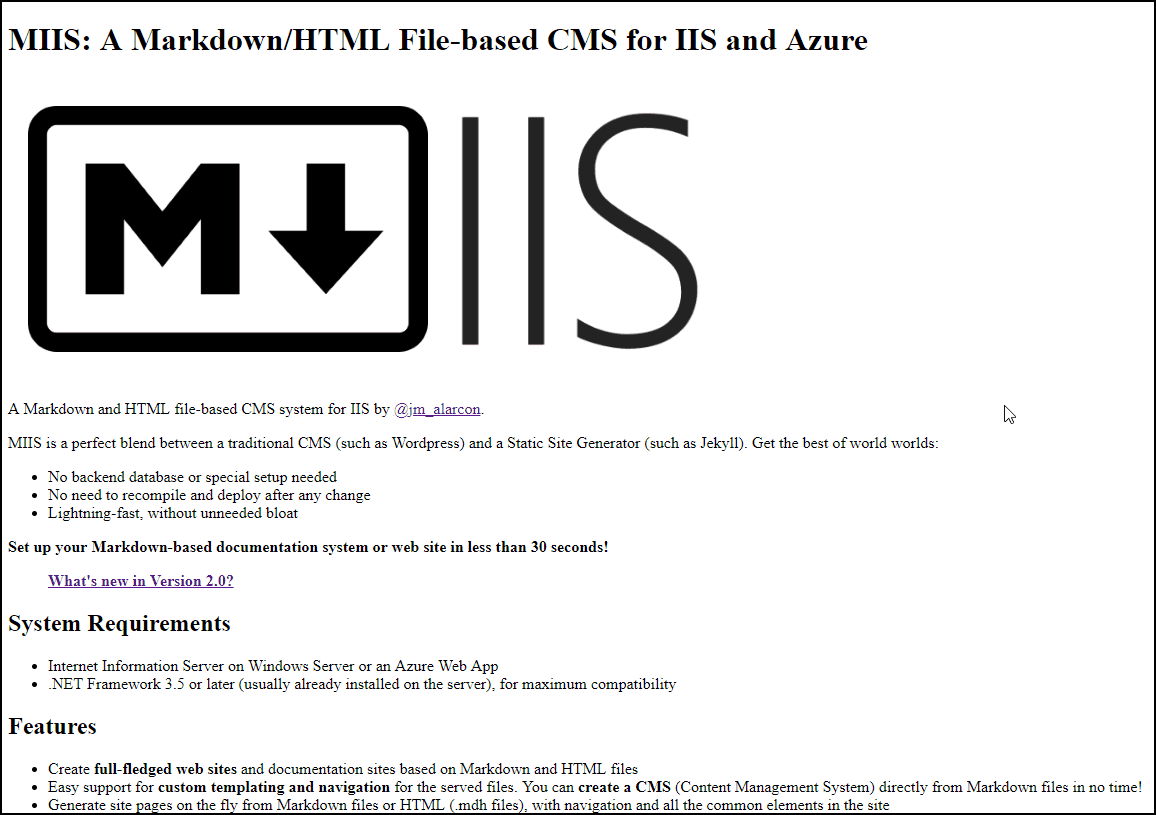 MIIS: A Markdown/HTML File-based CMS for IIS and Azure
M IIS
A Markdown and HTML file-based CMS system for IIS by @jm_alarcon.
MIIS is a perfect blend between a traditional CMS (such as Wordpress) and a Static Site Generator (such as Jekyll). Get the best of world worlds:
No backend database or special setup needed
No need to recompile and deploy after any change
Lightning-fast, without unneeded bloat
Set up your Markdown-based documentation system or web site in less than 30 seconds!
What's new in Version 2.0?
System Requirements
Internet Information Server on Windows Server or an Azure Web App
.NET Framework 3.5 or later (usually already installed on the server), for maximum compatibility
Features
Create full-fledged web sites and documentation sites based on Markdown and HTML files
Easy support for custom templating and navigation for the served files. You can create a CMS (Content Management System) directly from Markdown files in no time!
Generate site pages on the fly from Markdown files or HTML (.mdh files), with navigation and all the common elements in the site